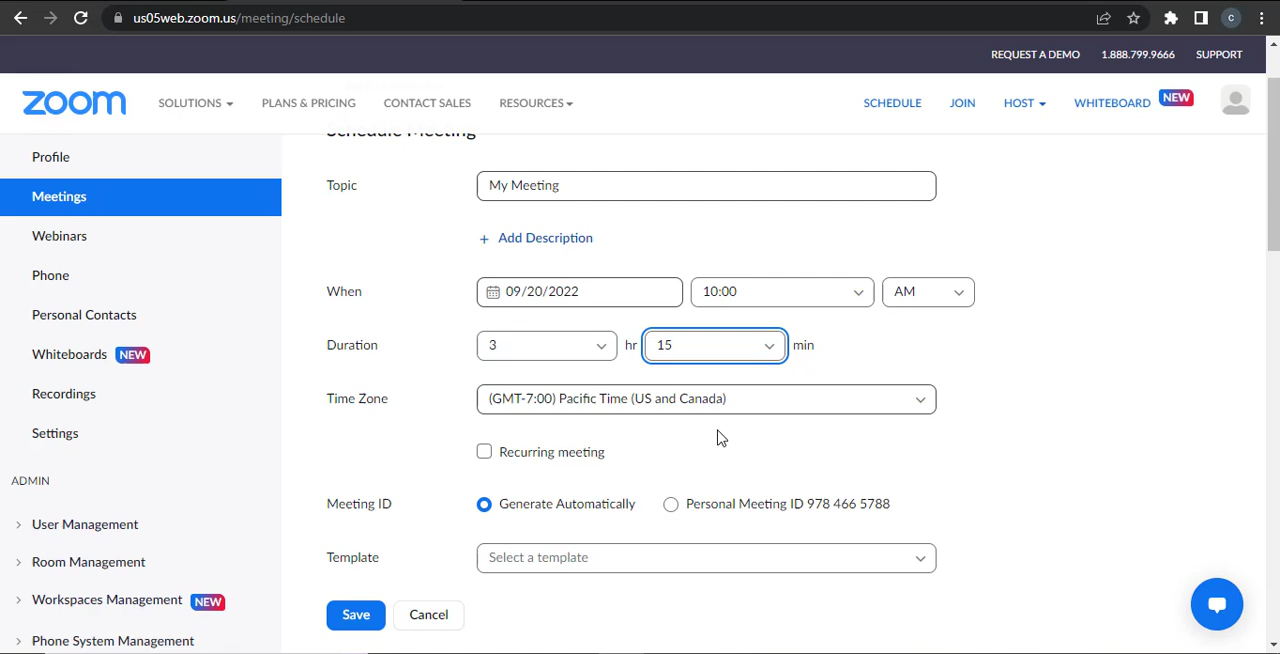 us05web.zoom.us/meeting/schedule
C
REQUEST A DEMO 1.888.799.9666 SUPPORT
zoom SOLUTIONS PLANS & PRICING CONTACT SALES RESOURCES SCHEDULE JOIN HOST WHITEBOARD NEW
Schedule Meeting
Profile
Meetings
Webinars
Phone
Personal Contacts
Whiteboards NEW
Recordings
Settings
ADMIN
User Management
Room Management
Workspaces Management NEW
Phone System Management
Topic My Meeting
+ Add Description
When 09/20/2022 10:00 AM
Duration 3 hr 15 min
Time Zone (GMT-7:00) Pacific Time (US and Canada)
Recurring meeting
Meeting ID Generate Automatically Personal Meeting ID 978 466 5788
Template Select a template
Save Cancel